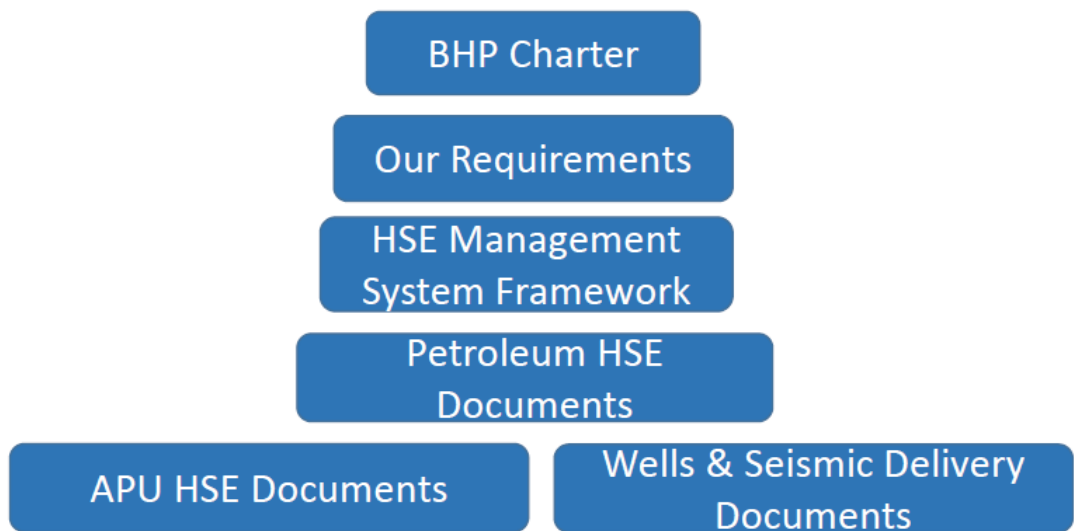 BHP Charter
Our Requirements
HSE Management
System Framework
Petroleum HSE
Documents
APU HSE Documents
Wells & Seismic Delivery
Documents